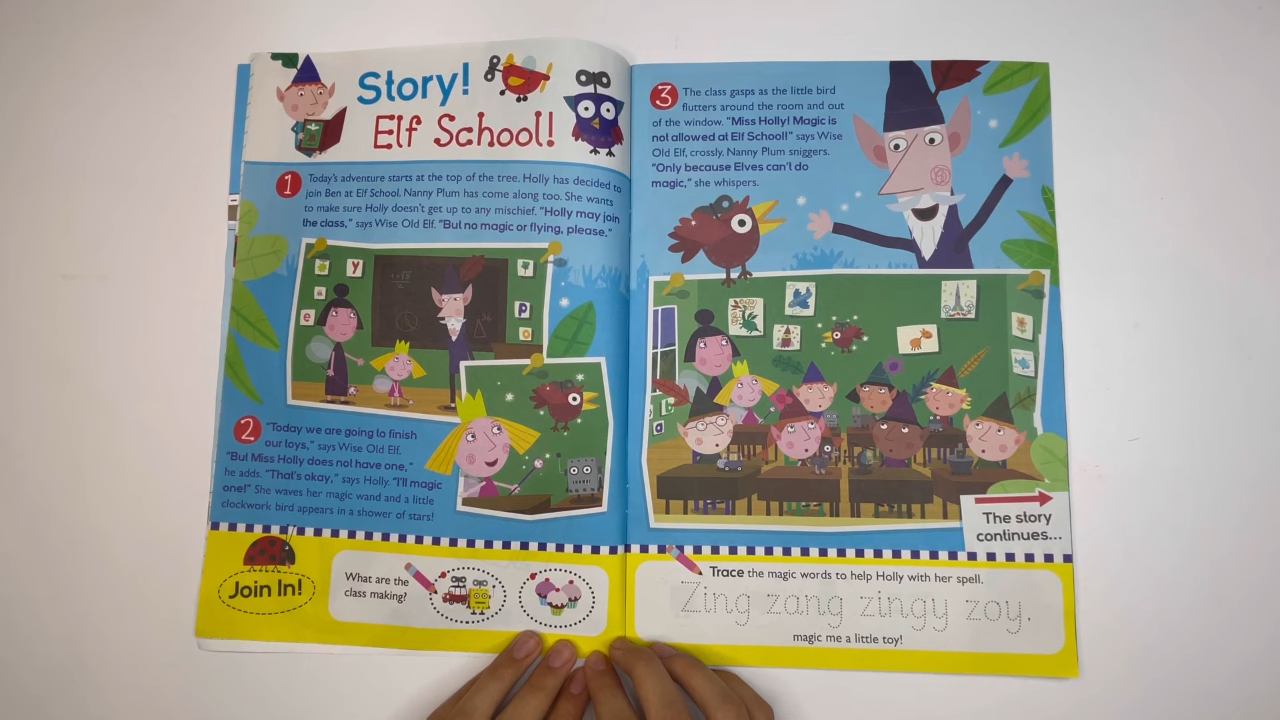 Story!
Elf School!
1
Today's adventure starts at the top of the tree. Holly has decided to
join Ben at Elf School. Nanny Plum has come along too. She wants
to make sure Holly doesn't get up to any mischief. "Holly may join
the class," says Wise Old Elf. "But no magic or flying, please."
y
e
p
2
"Today we are going to finish
our toys," says Wise Old Elf.
"But Miss Holly does not have one,"
he adds. "That's okay," says Holly. "I'll magic
one!" She waves her magic wand and a little
clockwork bird appears in a shower of stars!
Join In!
What are the
class making?
3
The class gasps as the little bird
flutters around the room and out
of the window. "Miss Holly! Magic is
not allowed at Elf School!" says Wise
Old Elf, crossly. Nanny Plum sniggers.
"Only because Elves can't do
magic," she whispers.
a
The story
continues...
Trace the magic words to help Holly with her spell.
Zing zang zingy zoy.
magic me a little toy!